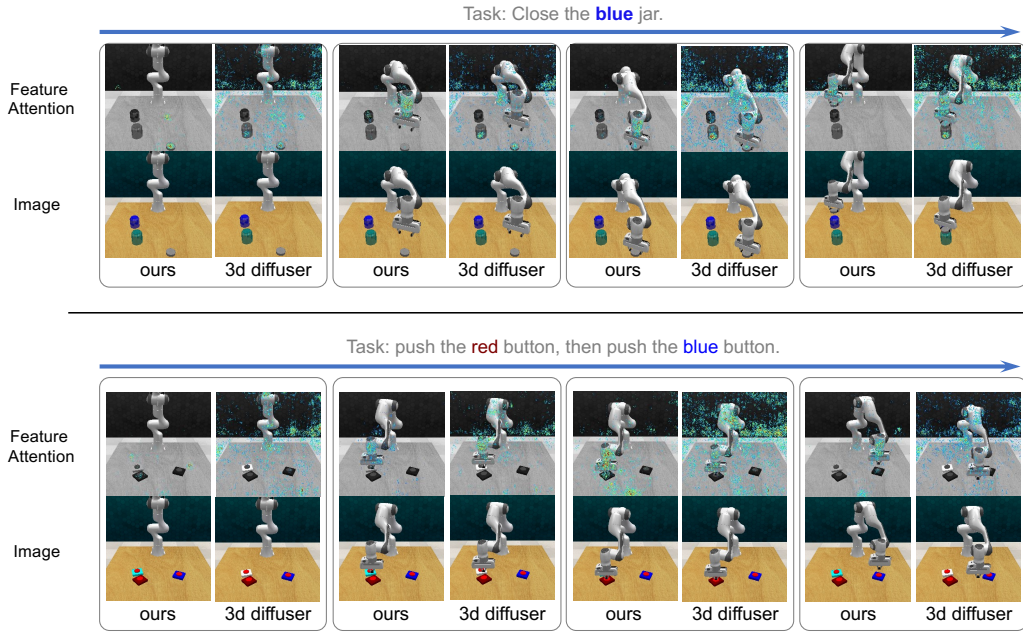 Task: Close the blue jar.
Feature
Attention
Image
ours 3d diffuser ours 3d diffuser ours 3d diffuser ours 3d diffuser
Task: push the red button, then push the blue button.
Feature
Attention
Image
ours 3d diffuser ours 3d diffuser ours 3d diffuser ours 3d diffuser